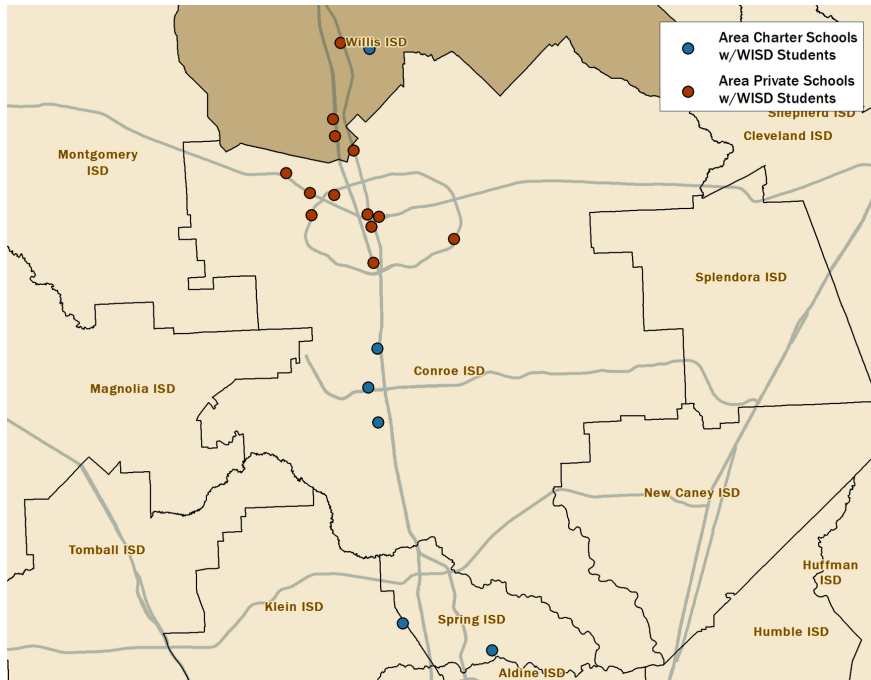 Willis ISD
Area Charter Schools
w/WISD Students
Area Private Schools
w/WISD Students
Shepherd ISD
Cleveland ISD
Montgomery
ISD
Splendora ISD
Conroe ISD
Magnolia ISD
New Caney ISD
Tomball ISD
Huffman
ISD
Klein ISD
Spring ISD
Humble ISD
Aldine ISD